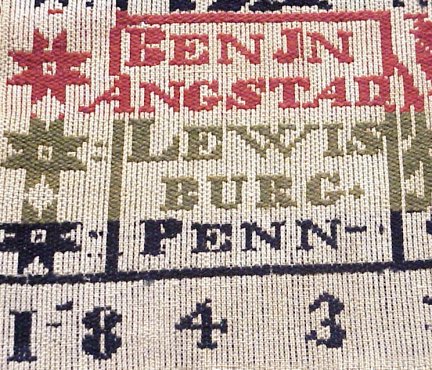 BENJN
ANGSTAD
LEWIS
BURG.
PENN-
1843